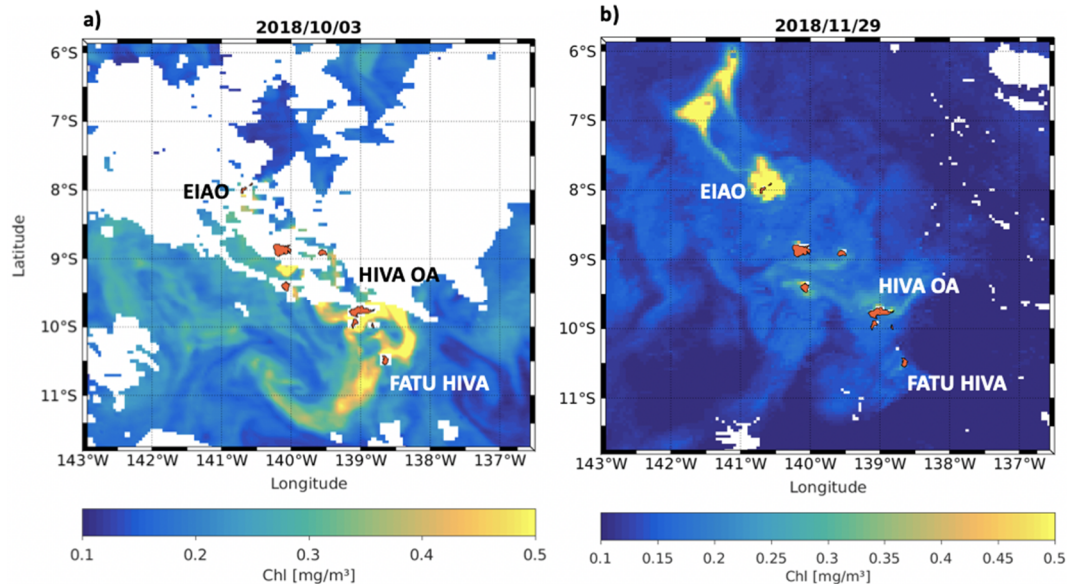 a)
2018/10/03
6°S
7°S
8°S
9°S
10°S
11°S
Latitude
EIAO
HIVA OA
FATU HIVA
143°W 142°W 141°W 140°W 139°W 138°W 137°W
Longitude
0.1 0.2 0.3 0.4 0.5
Chl [mg/m³]
b)
2018/11/29
6°S
7°S
8°S
9°S
10°S
11°S
EIAO
HIVA OA
FATU HIVA
143°W 142°W 141°W 140°W 139°W 138°W 137°W
Longitude
0.1 0.15 0.2 0.25 0.3 0.35 0.4 0.45 0.5
Chl [mg/m³]